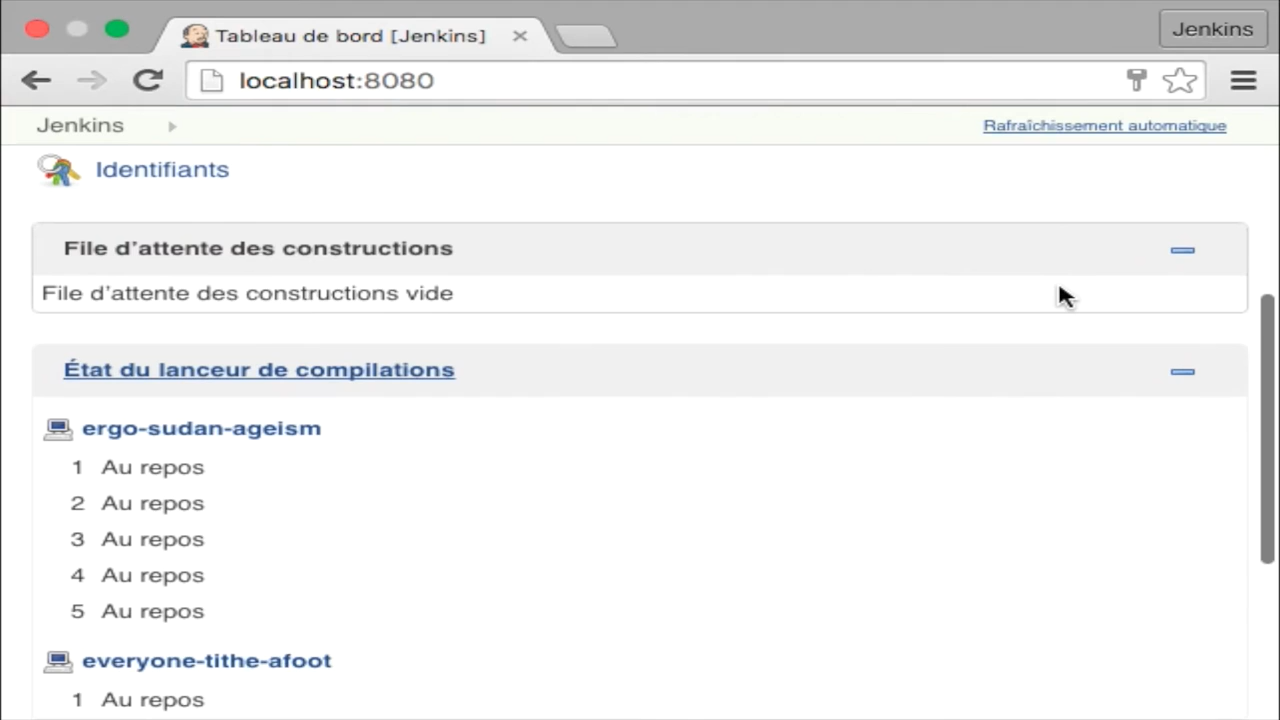 Tableau de bord [Jenkins]
Jenkins
localhost:8080
Jenkins
Rafraîchissement automatique
Identifiants
File d’attente des constructions
File d’attente des constructions vide
État du lanceur de compilations
ergo-sudan-ageism
1 Au repos
2 Au repos
3 Au repos
4 Au repos
5 Au repos
everyone-tithe-afoot
1 Au repos